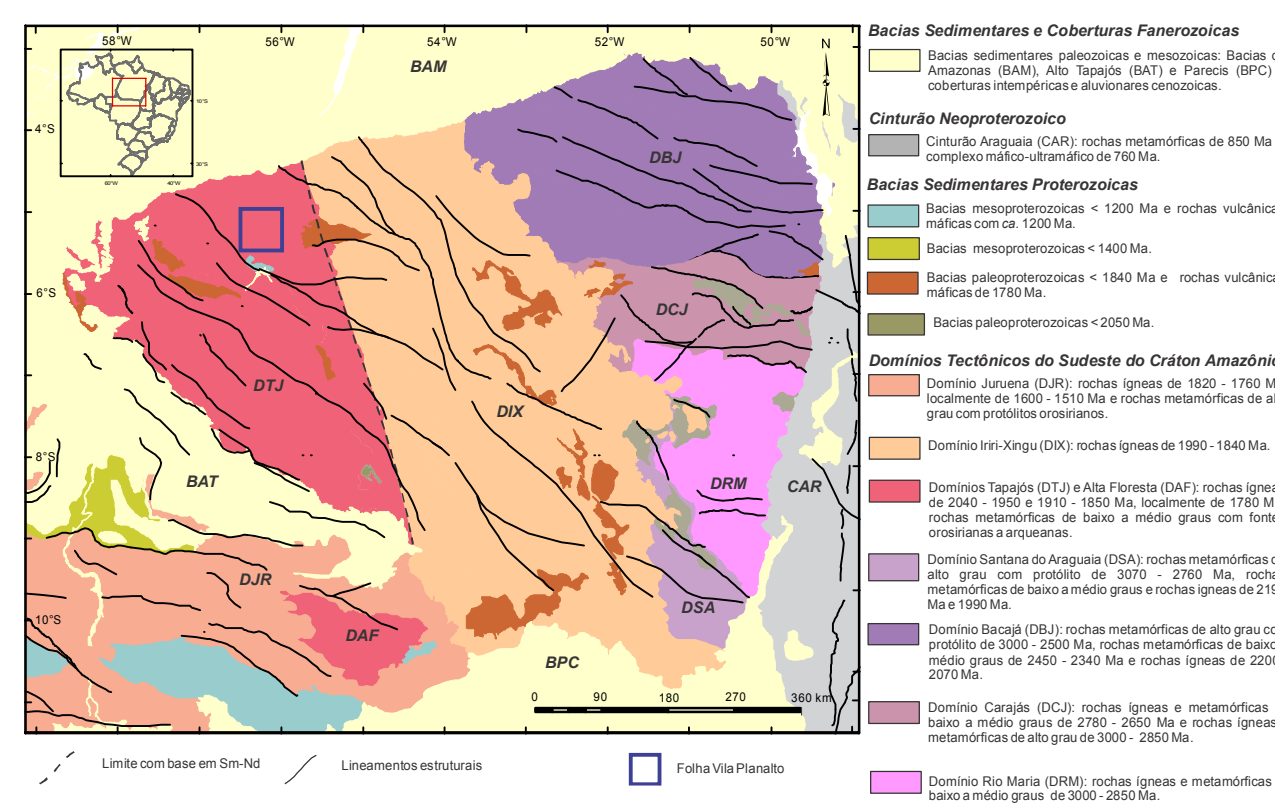 58°W 56°W 54°W 52°W 50°W
N
BAM
10°S
30°S
60°W 40°W
4°S
DBJ
6°S
DCJ
DTJ
DIX
8°S
BAT
DRM
CAR
DJR
DSA
10°S
DAF
BPC
0 90 180 270 360 km
Limite com base em Sm-Nd
Lineamentos estruturais
Folha Vila Planalto
Bacias Sedimentares e Coberturas Fanerozoicas
Bacias sedimentares paleozoicas e mesozoicas: Bacias
Amazonas (BAM), Alto Tapajós (BAT) e Parecis (BPC)
coberturas intempéricas e aluvionares cenozoicas.
Cinturão Neoproterozoico
Cinturão Araguaia (CAR): rochas metamórficas de 850 Ma
complexo máfico-ultramáfico de 760 Ma.
Bacias Sedimentares Proterozoicas
Bacias mesoproterozoicas < 1200 Ma e rochas vulcânica
máficas com ca. 1200 Ma.
Bacias mesoproterozoicas < 1400 Ma.
Bacias paleoproterozoicas < 1840 Ma e rochas vulcânica
máficas de 1780 Ma.
Bacias paleoproterozoicas < 2050 Ma.
Domínios Tectônicos do Sudeste do Cráton Amazôni
Domínio Juruena (DJR): rochas ígneas de 1820 - 1760 M
localmente de 1600 - 1510 Ma e rochas metamórficas de al
grau com protólitos orosirianos.
Domínio Iriri-Xingu (DIX): rochas ígneas de 1990 - 1840 Ma.
Domínios Tapajós (DTJ) e Alta Floresta (DAF): rochas ígnea
de 2040 - 1950 e 1910 - 1850 Ma, localmente de 1780 M
rochas metamórficas de baixo a médio graus com fonte
orosirianas a arqueanas.
Domínio Santana do Araguaia (DSA): rochas metamórficas
alto grau com protólito de 3070 - 2760 Ma, rocha
metamórficas de baixo a médio graus e rochas igneas de 219
Ma e 1990 Ma.
Domínio Bacajá (DBJ): rochas metamórficas de alto grau co
protólito de 3000 - 2500 Ma, rochas metamórficas de baixo
médio graus de 2450 - 2340 Ma e rochas ígneas de 2200
2070 Ma.
Domínio Carajás (DCJ): rochas ígneas e metamórficas
baixo a médio graus de 2780 - 2650 Ma e rochas ígneas
metamórficas de alto grau de 3000 - 2850 Ma.
Domínio Rio Maria (DRM): rochas ígneas e metamórficas
baixo a médio graus de 3000 - 2850 Ma.